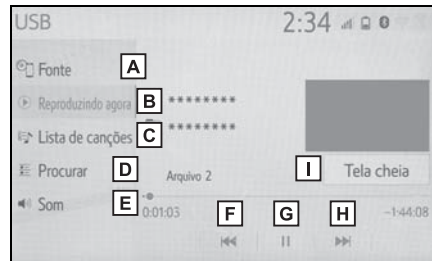 USB 2:34
Fonte A
Reproduzindo agora B ********
Lista de canções C ********
Procurar D Arquivo 2 I Tela cheia
Som E 0:01:03 F G H -1:44:08